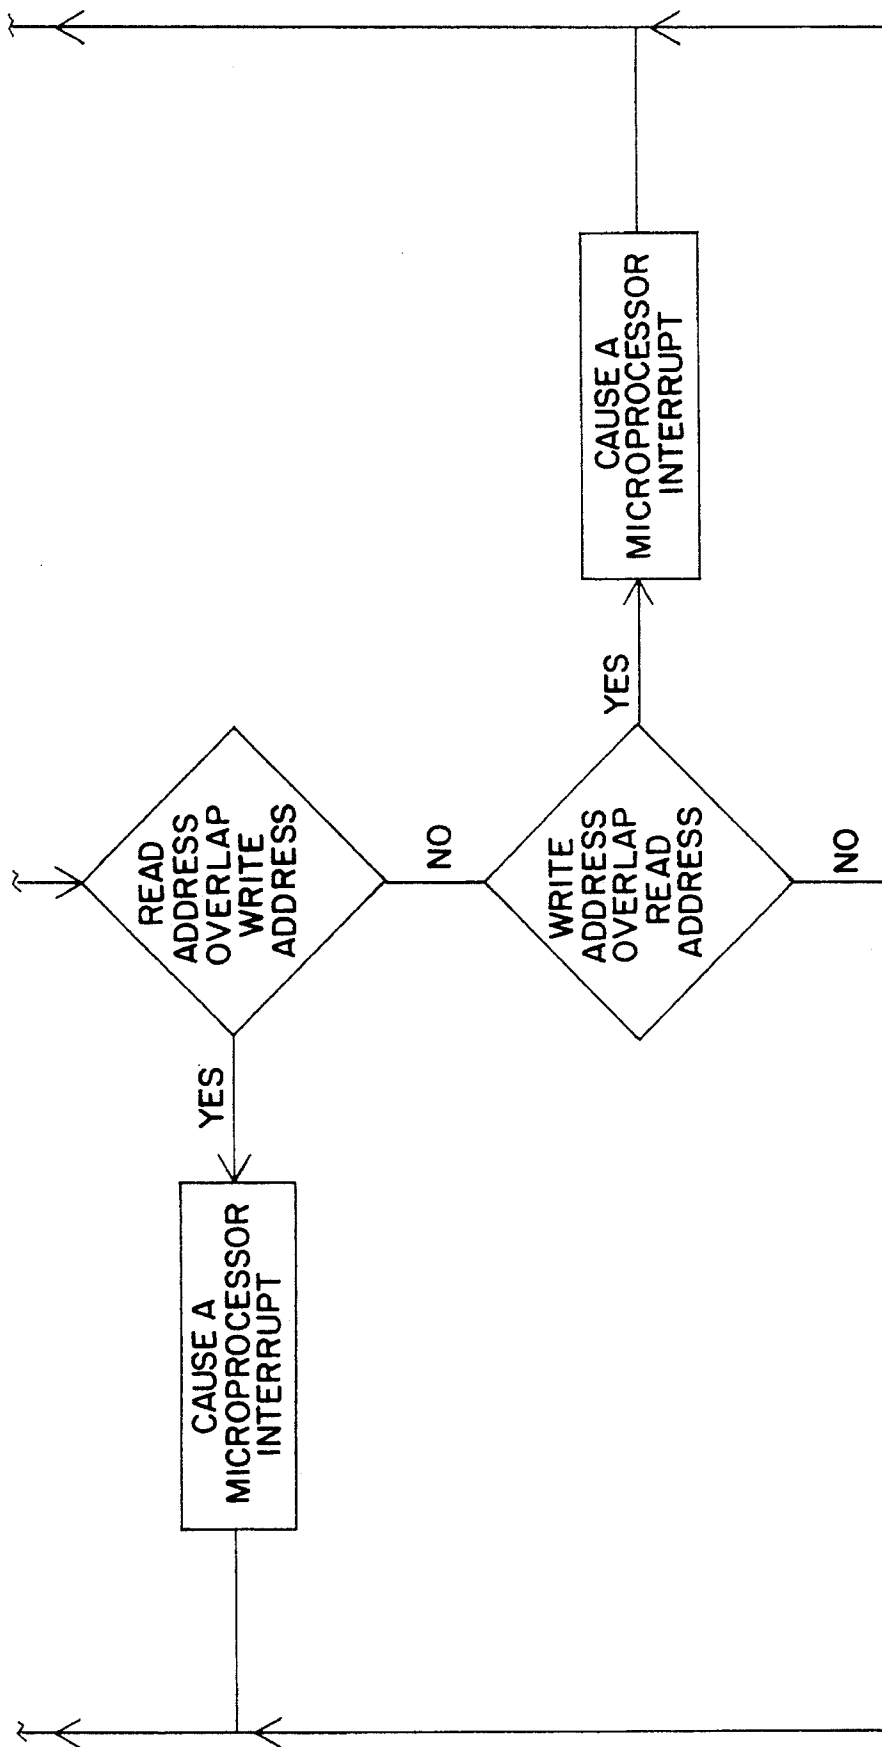 READ
ADDRESS
OVERLAP
WRITE
ADDRESS
YES
CAUSE A
MICROPROCESSOR
INTERRUPT
NO
WRITE
ADDRESS
OVERLAP
READ
ADDRESS
YES
CAUSE A
MICROPROCESSOR
INTERRUPT
NO